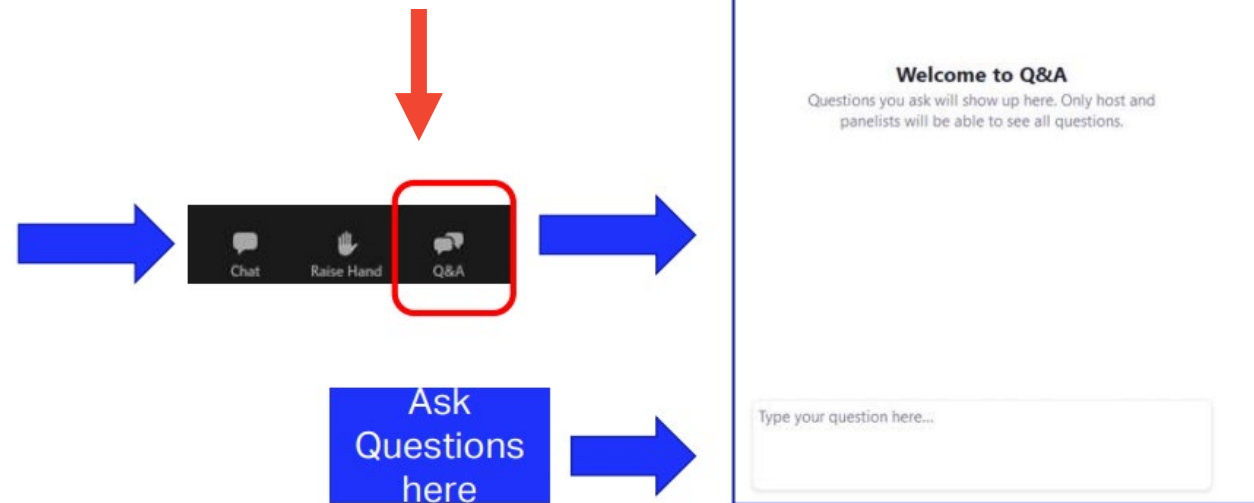 Welcome to Q&A
Questions you ask will show up here. Only host and
panelists will be able to see all questions.
Chat Raise Hand Q&A
Ask
Questions
here
Type your question here...